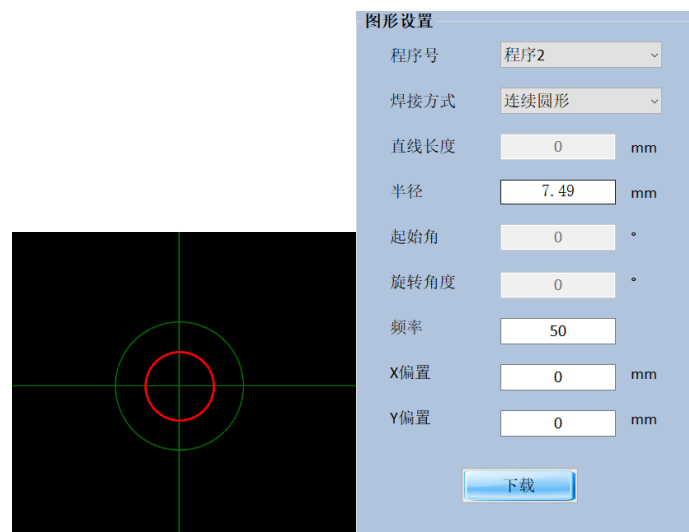 图形设置
程序号 程序2
焊接方式 连续圆形
直线长度 0 mm
半径 7.49 mm
起始角 0 °
旋转角度 0 °
频率 50
X偏置 0 mm
Y偏置 0 mm
下载